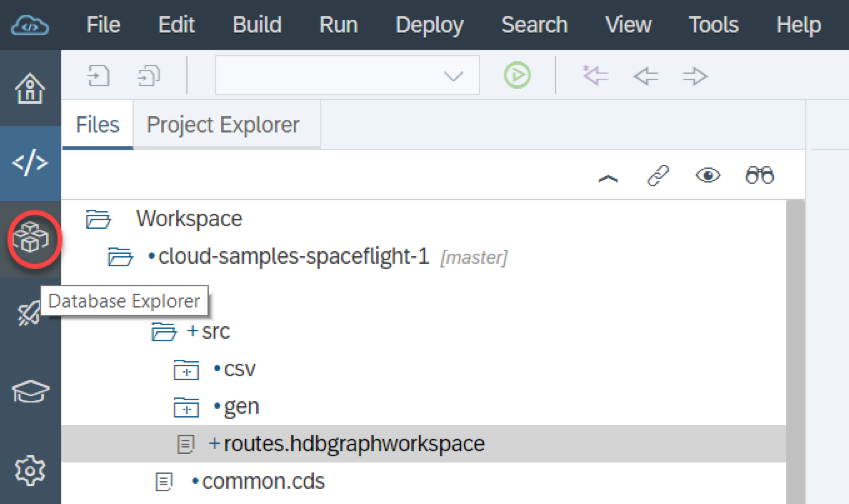 File Edit Build Run Deploy Search View Tools Help
Files Project Explorer
Workspace
•cloud-samples-spaceflight-1 [master]
Database Explorer
+src
•csv
•gen
+routes.hdbgraphworkspace
•common.cds